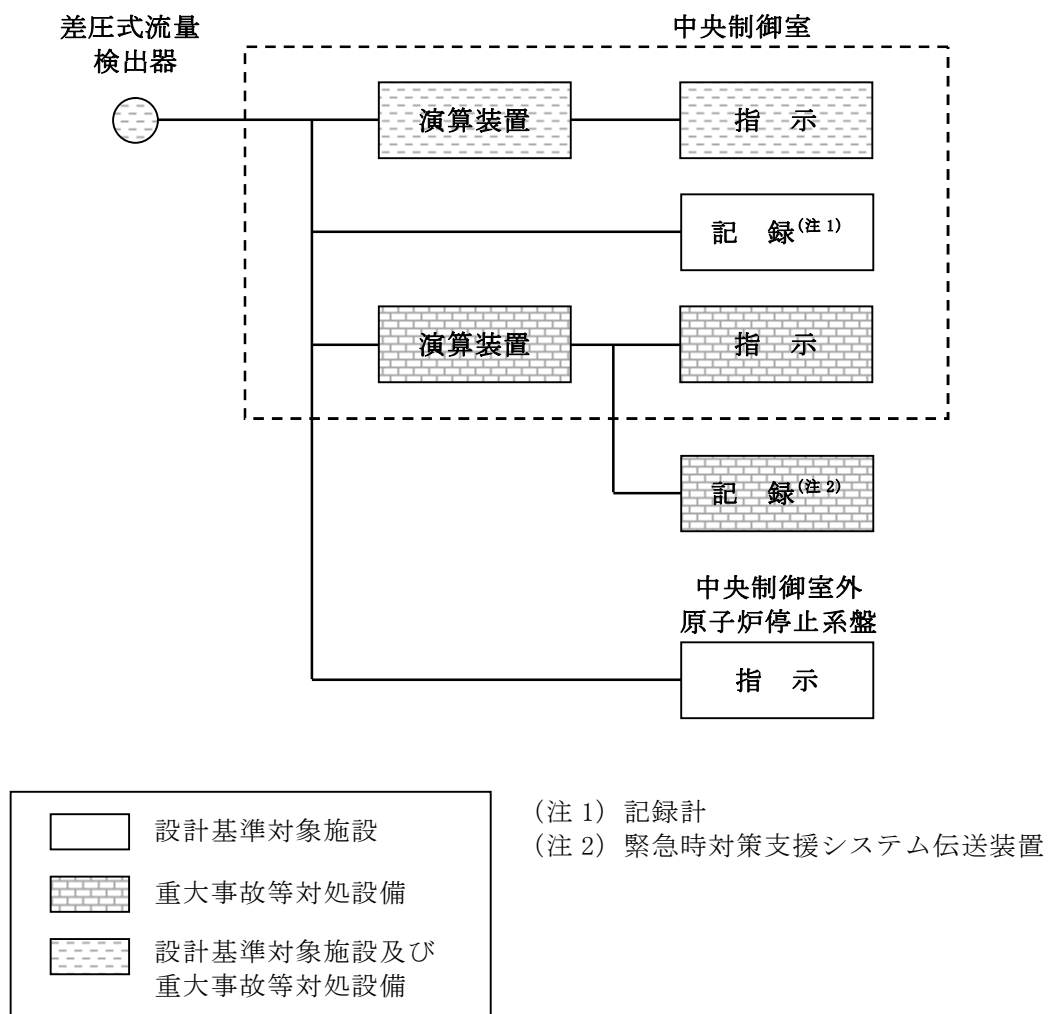 差圧式流量
検出器
中央制御室
演算装置
指 示
記 録(注 1)
演算装置
指 示
記 録(注 2)
中央制御室外
原子炉停止系盤
指 示
設計基準対象施設
重大事故等対処設備
設計基準対象施設及び
重大事故等対処設備
(注 1) 記録計
(注 2) 緊急時対策支援システム伝送装置